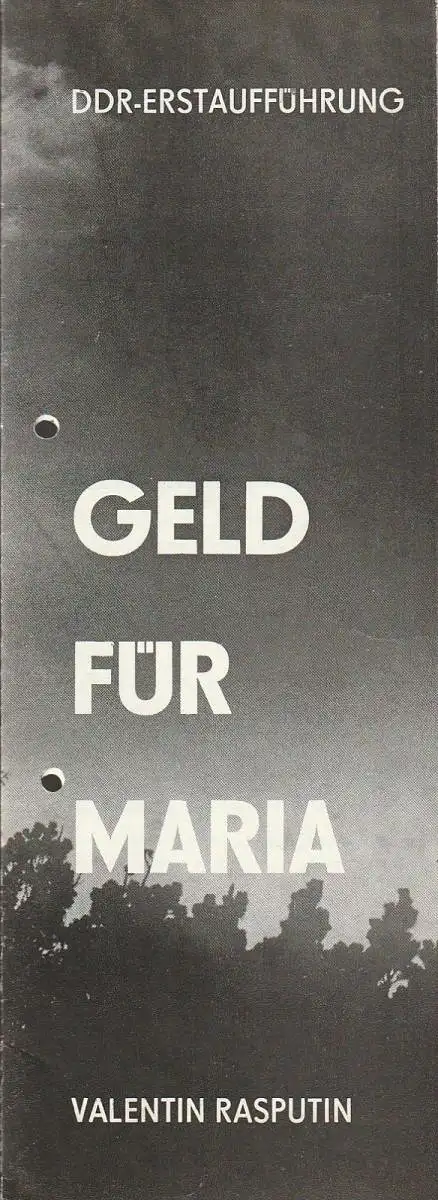 DDR-ERSTAUFFÜHRUNG
GELD
FÜR
MARIA
VALENTIN RASPUTIN